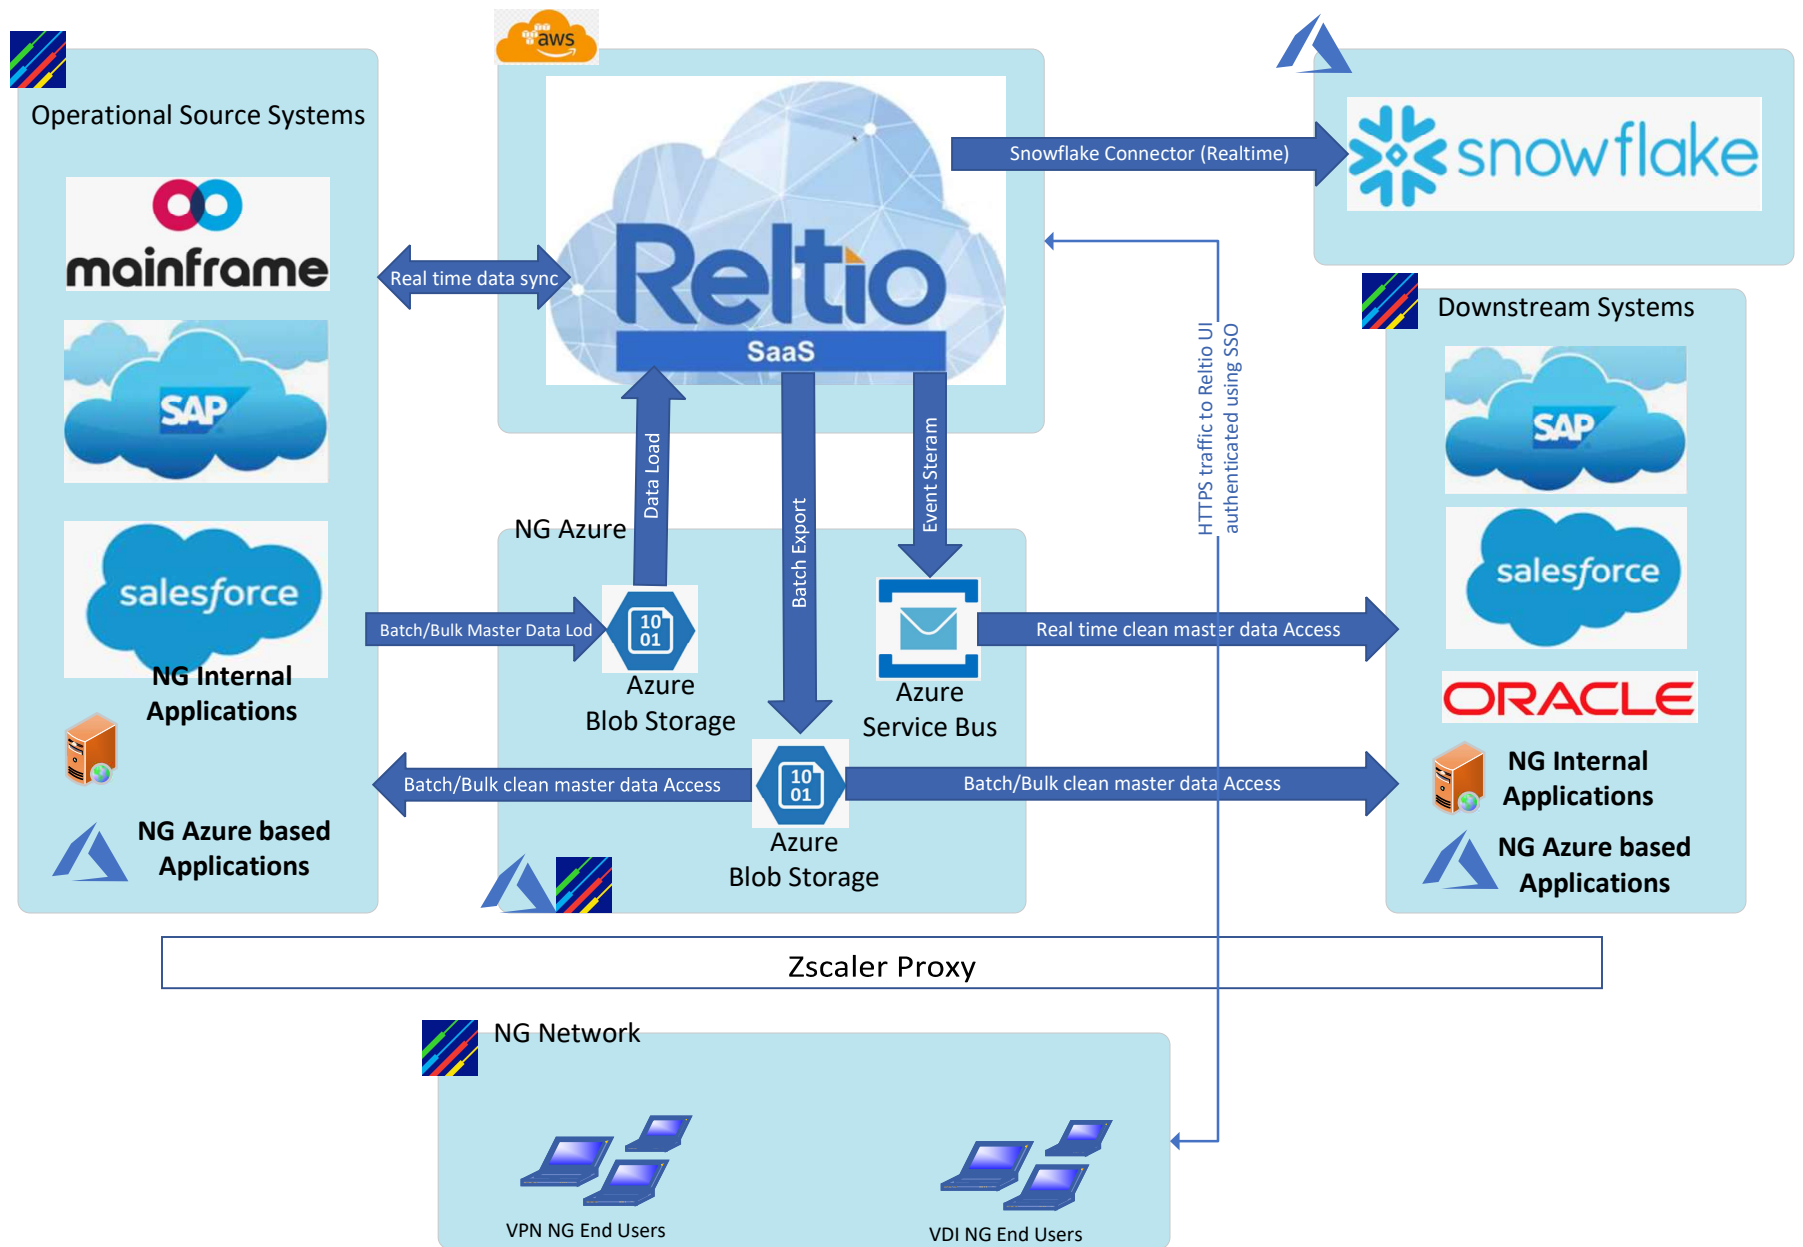 aws
Operational Source Systems
mainframe
SAP
salesforce
NG Internal
Applications
NG Azure based
Applications
Reltio
SaaS
Real time data sync
Snowflake Connector (Realtime)
snowflake
HTTPS traffic to Reltio UI
authenticated using SSO
Data Load
Batch Export
Event Steram
NG Azure
Batch/Bulk Master Data Lod
10
01
Azure
Blob Storage
Azure
Service Bus
Real time clean master data Access
Batch/Bulk clean master data Access
10
01
Azure
Blob Storage
Batch/Bulk clean master data Access
Downstream Systems
SAP
salesforce
ORACLE
NG Internal
Applications
NG Azure based
Applications
Zscaler Proxy
NG Network
VPN NG End Users
VDI NG End Users